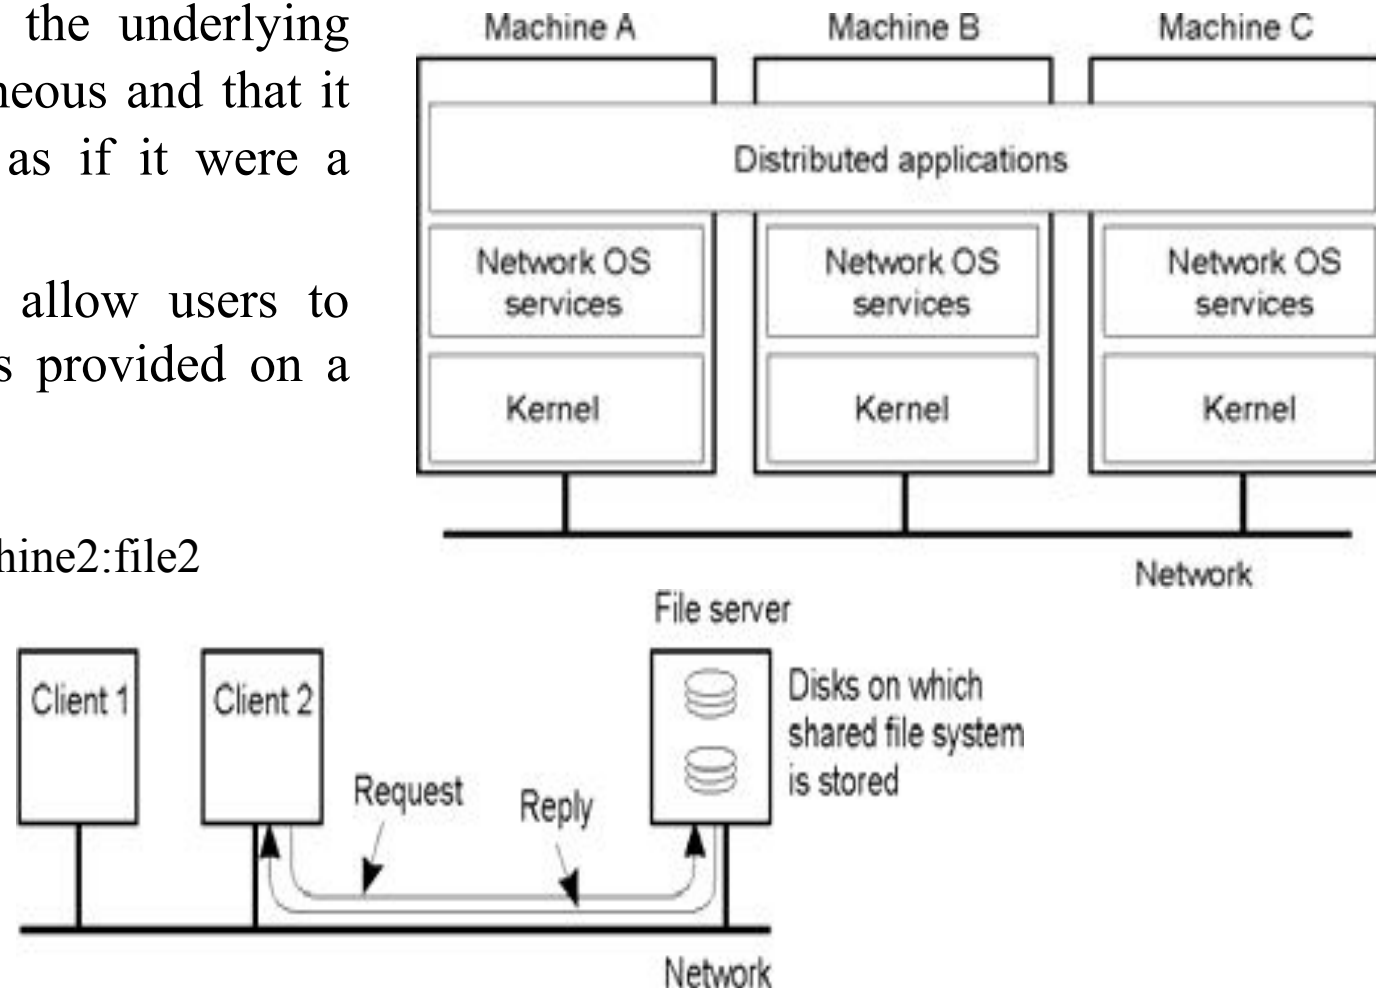 the underlying
neous and that it
as if it were a
allow users to
s provided on a
hine2:file2
Machine A
Machine B
Machine C
Distributed applications
Network OS
services
Network OS
services
Network OS
services
Kernel
Kernel
Kernel
Network
File server
Client 1
Client 2
Disks on which
shared file system
is stored
Request
Reply
Network